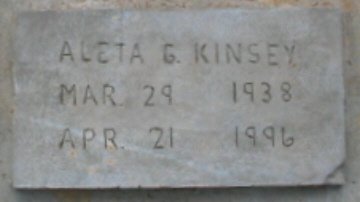 ALETA G. KINSEY
MAR. 29 1938
APR. 21 1996